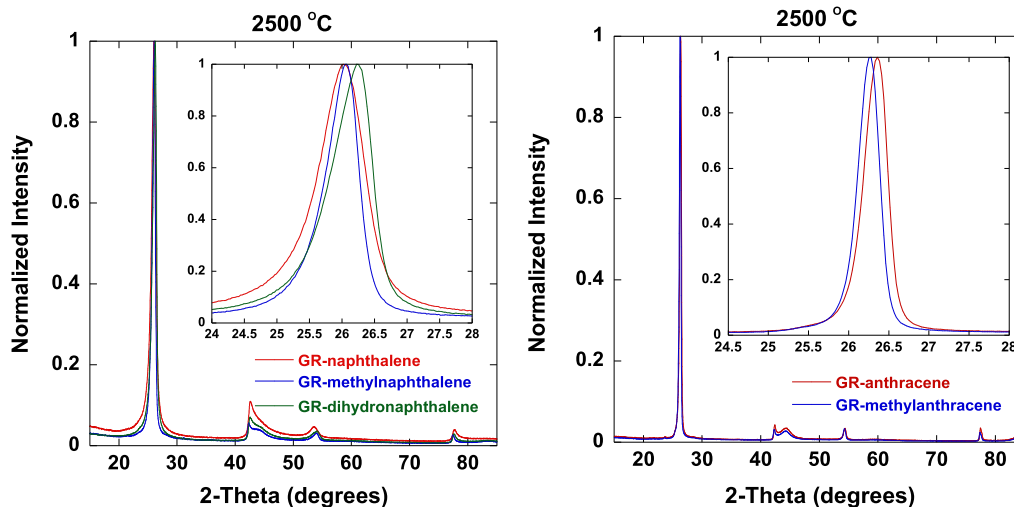 2500 °C
Normalized Intensity
1
0.8
0.6
0.4
0.2
0
20 30 40 50 60 70 80
2-Theta (degrees)
1
0.8
0.6
0.4
0.2
0
24 24.5 25 25.5 26 26.5 27 27.5 28
GR-naphthalene
GR-methylnaphthalene
GR-dihydronaphthalene
2500 °C
Normalized Intensity
1
0.8
0.6
0.4
0.2
0
20 30 40 50 60 70 80
2-Theta (degrees)
1
0.8
0.6
0.4
0.2
0
24.5 25 25.5 26 26.5 27 27.5 28
GR-anthracene
GR-methylanthracene